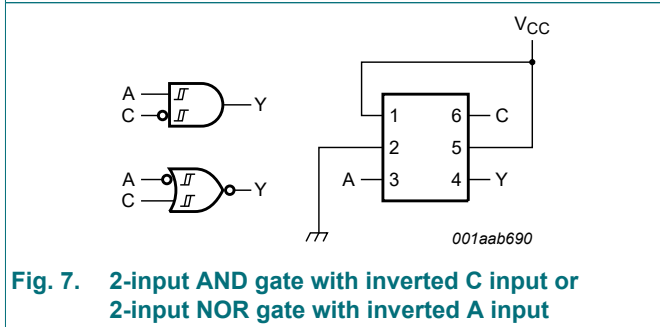 VCC
A
C
Y
A
C
Y
1 6 C
2 5
A 3 4 Y
001aab690
Fig. 7. 2-input AND gate with inverted C input or
2-input NOR gate with inverted A input